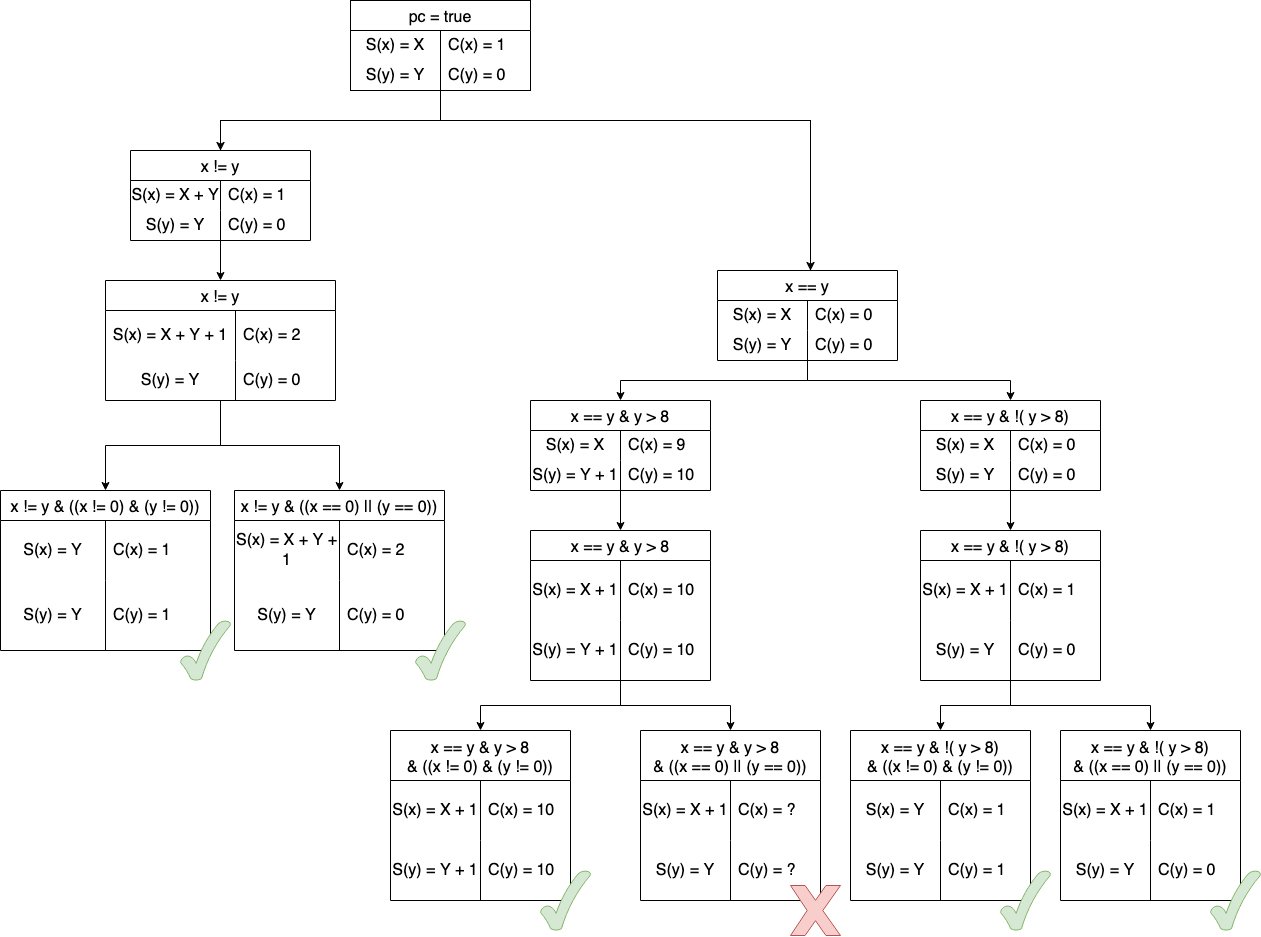 pc = true
S(x) = X
C(x) = 1
S(y) = Y
C(y) = 0
x != y
S(x) = X + Y
C(x) = 1
S(y) = Y
C(y) = 0
x != y
S(x) = X + Y + 1
C(x) = 2
S(y) = Y
C(y) = 0
x == y
S(x) = X
C(x) = 0
S(y) = Y
C(y) = 0
x == y & y > 8
S(x) = X
C(x) = 9
S(y) = Y + 1
C(y) = 10
x == y & !( y > 8)
S(x) = X
C(x) = 0
S(y) = Y
C(y) = 0
x != y & ((x != 0) & (y != 0))
S(x) = Y
C(x) = 1
S(y) = Y
C(y) = 1
x != y & ((x == 0) || (y == 0))
S(x) = X + Y +
1
C(x) = 2
S(y) = Y
C(y) = 0
x == y & y > 8
S(x) = X + 1
C(x) = 10
S(y) = Y + 1
C(y) = 10
x == y & !( y > 8)
S(x) = X + 1
C(x) = 1
S(y) = Y
C(y) = 0
x == y & y > 8
& ((x != 0) & (y != 0))
S(x) = X + 1
C(x) = 10
S(y) = Y + 1
C(y) = 10
x == y & y > 8
& ((x == 0) || (y == 0))
S(x) = X + 1
C(x) = ?
S(y) = Y
C(y) = ?
x == y & !( y > 8)
& ((x != 0) & (y != 0))
S(x) = Y
C(x) = 1
S(y) = Y
C(y) = 1
x == y & !( y > 8)
& ((x == 0) || (y == 0))
S(x) = X + 1
C(x) = 1
S(y) = Y
C(y) = 0